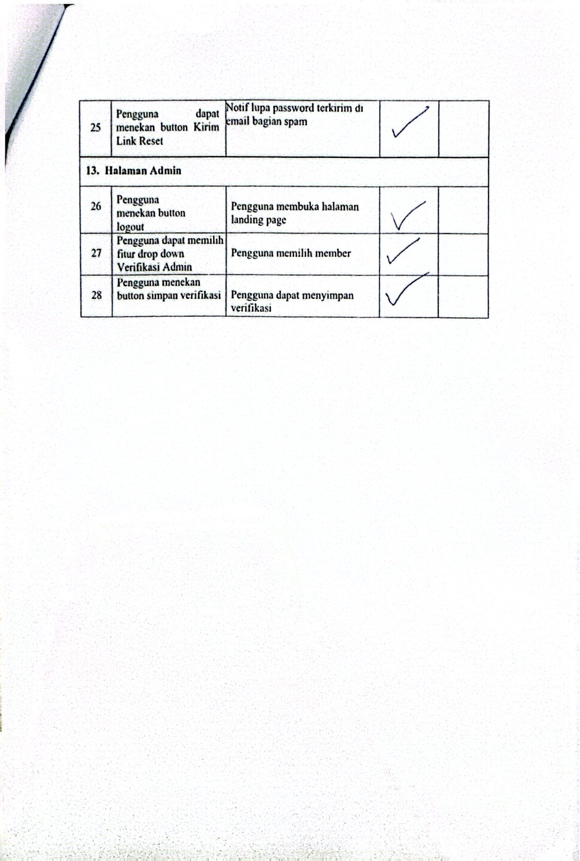 25
Pengguna dapat
menekan button Kirim
Link Reset
Notif lupa password terkirim di
email bagian spam
13. Halaman Admin
26
Pengguna
menekan button
logout
Pengguna membuka halaman
landing page
27
Pengguna dapat memilih
fitur drop down
Verifikasi Admin
Pengguna memilih member
28
Pengguna menekan
button simpan verifikasi
Pengguna dapat menyimpan
verifikasi